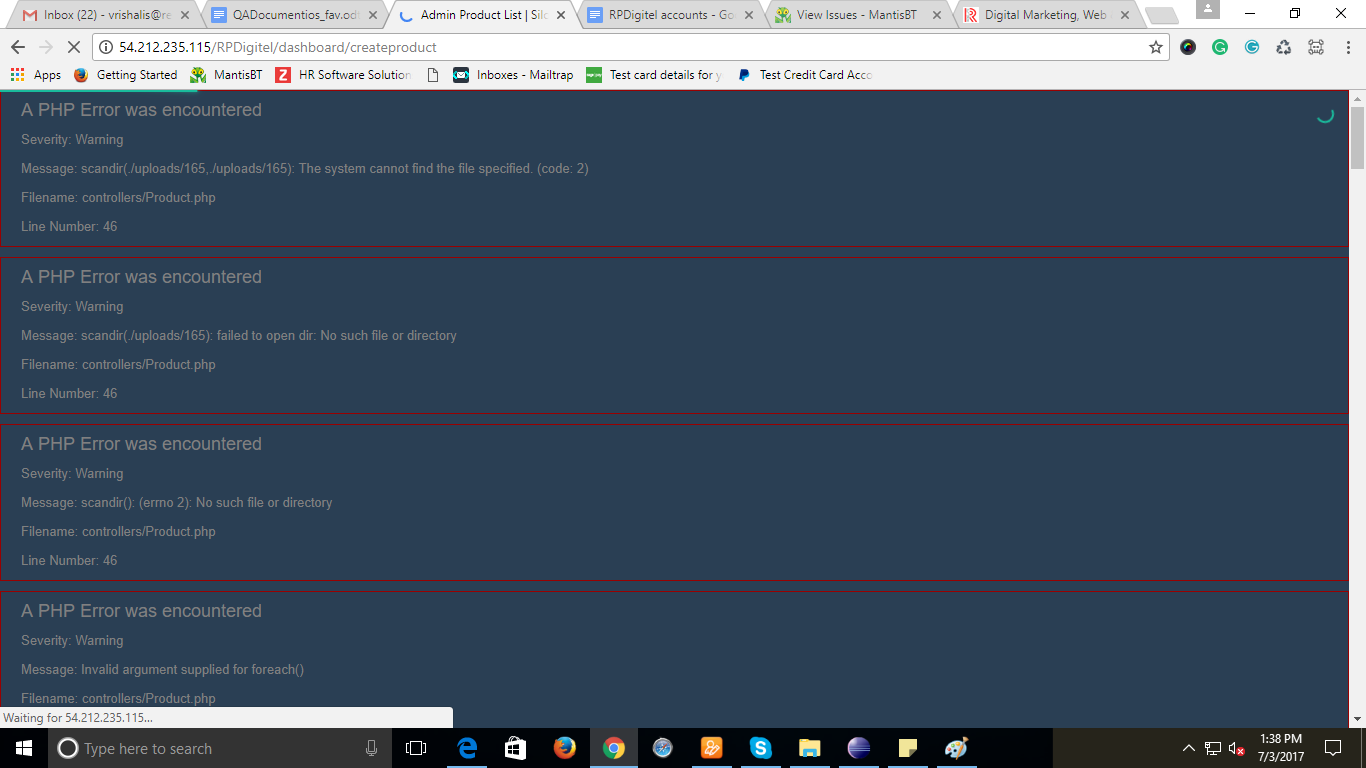 Inbox (22) - vrishalis@re
QADocumentios_fav.odt
Admin Product List | Silo
RPDigitel accounts - Go
View Issues - MantisBT
Digital Marketing, Web
54.212.235.115/RPDigitel/dashboard/createproduct
Apps
Getting Started
MantisBT
HR Software Solution
Inboxes - Mailtrap
Test card details for y
Test Credit Card Acco
A PHP Error was encountered
Severity: Warning
Message: scandir(./uploads/165,./uploads/165): The system cannot find the file specified. (code: 2)
Filename: controllers/Product.php
Line Number: 46
A PHP Error was encountered
Severity: Warning
Message: scandir(./uploads/165): failed to open dir: No such file or directory
Filename: controllers/Product.php
Line Number: 46
A PHP Error was encountered
Severity: Warning
Message: scandir(): (errno 2): No such file or directory
Filename: controllers/Product.php
Line Number: 46
A PHP Error was encountered
Severity: Warning
Message: Invalid argument supplied for foreach()
Filename: controllers/Product.php
Waiting for 54.212.235.115...
Type here to search
1:38 PM
7/3/2017